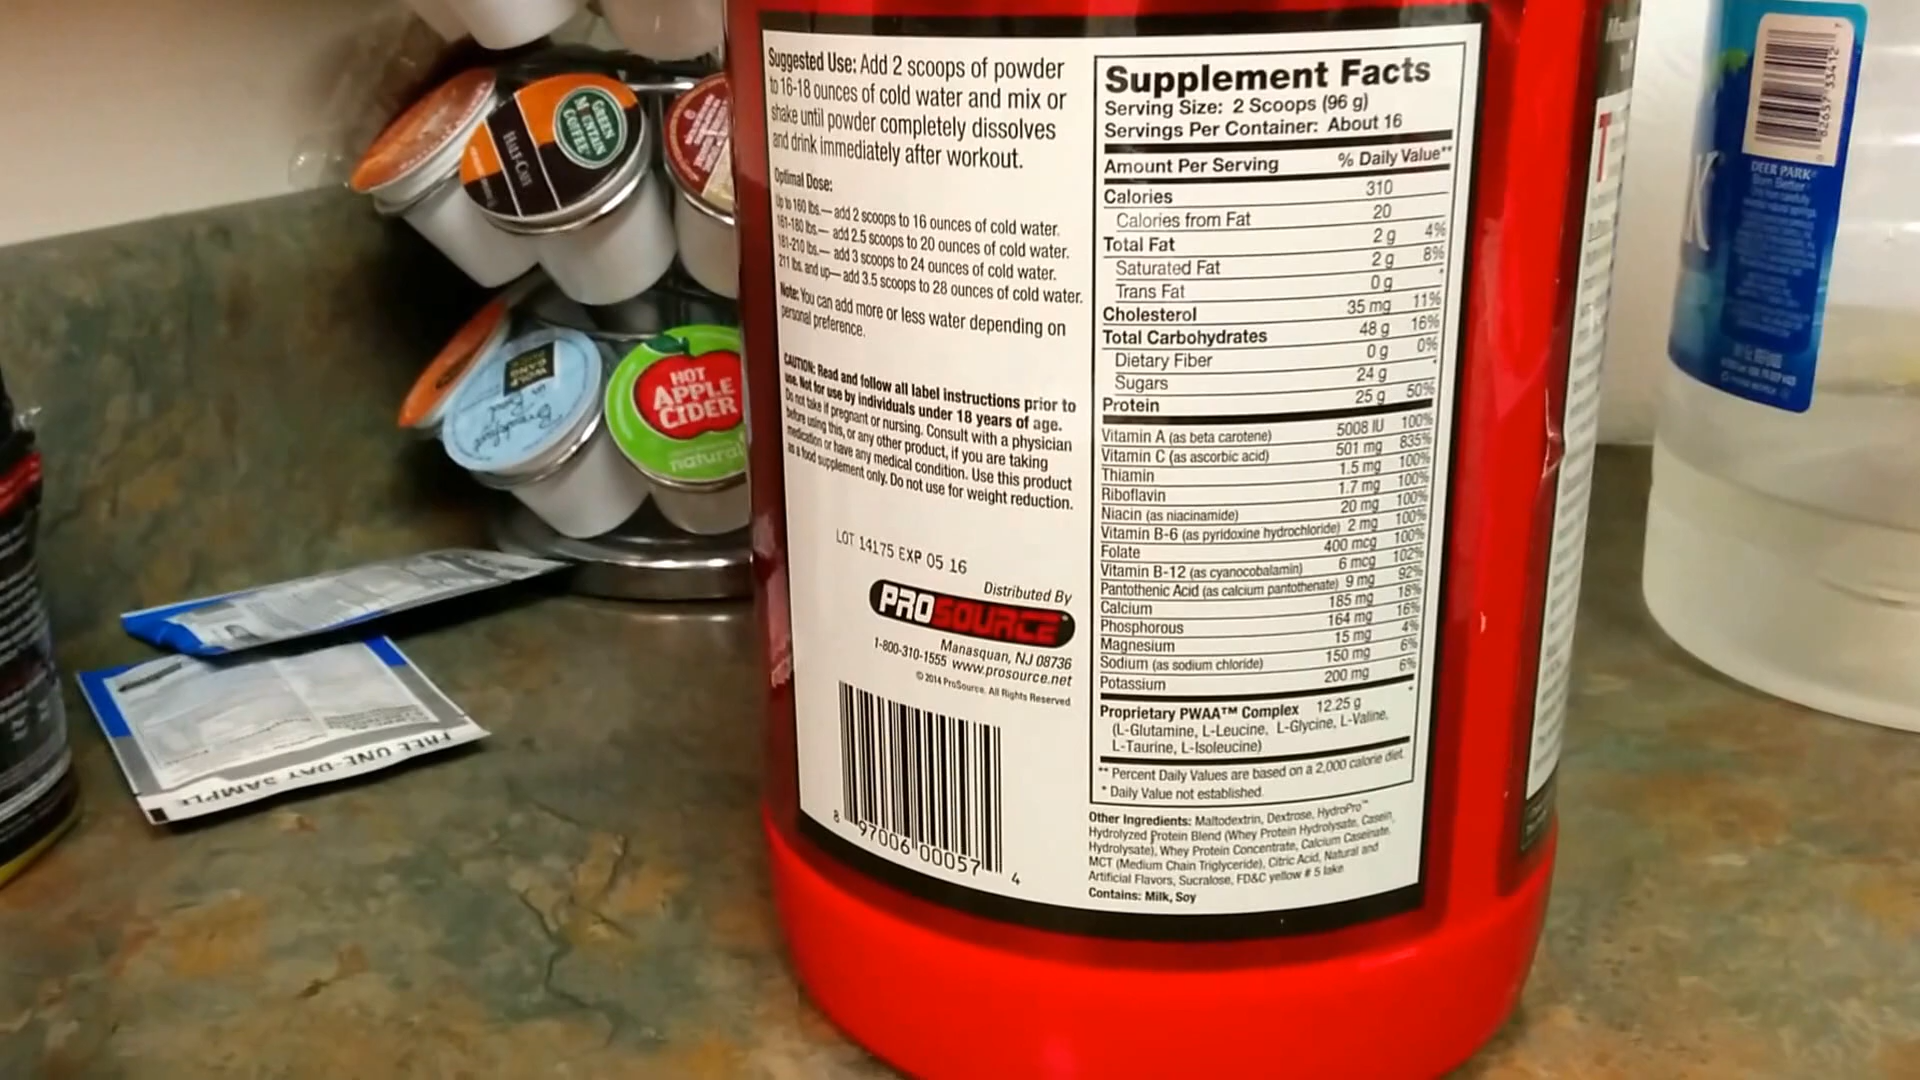 Suggested Use: Add 2 scoops of powder
to 16-18 ounces of cold water and mix or
shake until powder completely dissolves
and drink immediately after workout.
Optimal Dose:
Up to 160 lbs.— add 2 scoops to 16 ounces of cold water.
161-180 lbs.— add 2.5 scoops to 20 ounces of cold water.
181-210 lbs.— add 3 scoops to 24 ounces of cold water.
211 lbs. and up— add 3.5 scoops to 28 ounces of cold water.
Note: You can add more or less water depending on
personal preference.
CAUTION: Read and follow all label instructions prior to
use. Not for use by individuals under 18 years of age.
Do not take if pregnant or nursing. Consult with a physician
before using this, or any other product, if you are taking
medication or have any medical condition. Use this product
as a food supplement only. Do not use for weight reduction.
LOT 14175 EXP 05 16
Distributed By
PROSOURCE®
Manasquan, NJ 08736
1-800-310-1555 www.prosource.net
© 2014 ProSource. All Rights Reserved
8 97006 00057 4
Supplement Facts
Serving Size: 2 Scoops (96 g)
Servings Per Container: About 16
Amount Per Serving % Daily Value**
Calories 310
Calories from Fat 20
Total Fat 2 g 4%
Saturated Fat 2 g 8%
Trans Fat 0 g *
Cholesterol 35 mg 11%
Total Carbohydrates 48 g 16%
Dietary Fiber 0 g 0%
Sugars 24 g *
Protein 25 g 50%
Vitamin A (as beta carotene) 5008 IU 100%
Vitamin C (as ascorbic acid) 501 mg 835%
Thiamin 1.5 mg 100%
Riboflavin 1.7 mg 100%
Niacin (as niacinamide) 20 mg 100%
Vitamin B-6 (as pyridoxine hydrochloride) 2 mg 100%
Folate 400 mcg 100%
Vitamin B-12 (as cyanocobalamin) 6 mcg 102%
Pantothenic Acid (as calcium pantothenate) 9 mg 92%
Calcium 185 mg 18%
Phosphorous 164 mg 16%
Magnesium 15 mg 4%
Sodium (as sodium chloride) 150 mg 6%
Potassium 200 mg 6%
Proprietary PWAA™ Complex 12.25 g *
(L-Glutamine, L-Leucine, L-Glycine, L-Valine,
L-Taurine, L-Isoleucine)
** Percent Daily Values are based on a 2,000 calorie diet.
* Daily Value not established.
Other Ingredients: Maltodextrin, Dextrose, HydroPro™
Hydrolyzed Protein Blend (Whey Protein Hydrolysate, Casein
Hydrolysate), Whey Protein Concentrate, Calcium Caseinate,
MCT (Medium Chain Triglyceride), Citric Acid, Natural and
Artificial Flavors, Sucralose, FD&C yellow # 5 lake
Contains: Milk, Soy
GREEN
MOUNTAIN
COFFEE
HALF-CAFF
WOLF
GANG
PUCK
HOT
APPLE
CIDER
natural
FREE ONE-DAY SAMPLE
DEER PARK®
Born Better
K